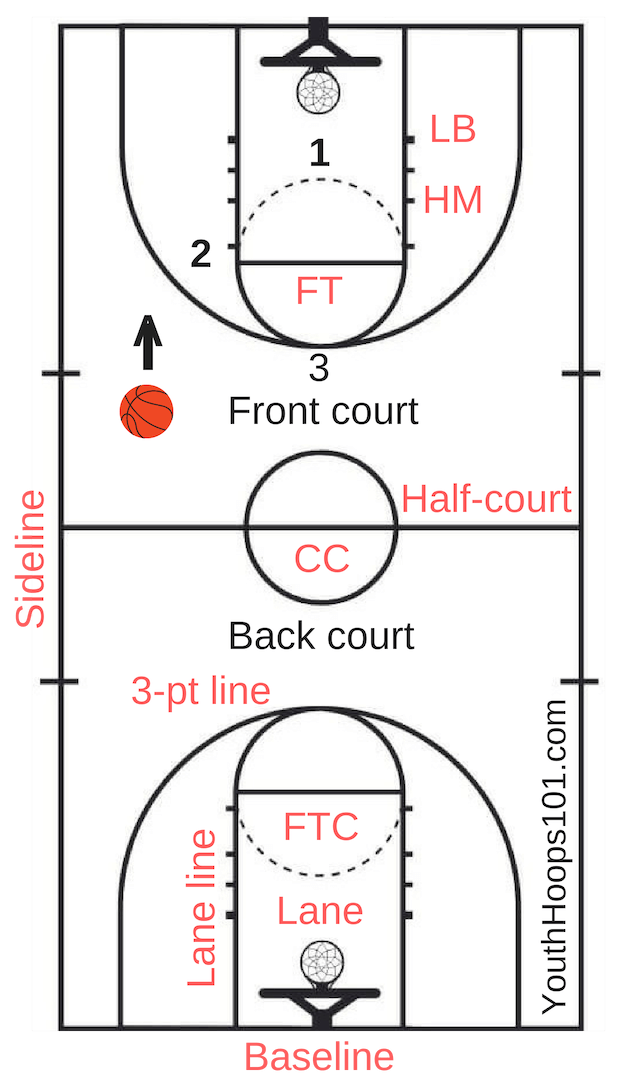 LB
1
HM
2
FT
3
Front court
Half-court
Sideline
CC
Back court
3-pt line
YouthHoops101.com
FTC
Lane line
Lane
Baseline